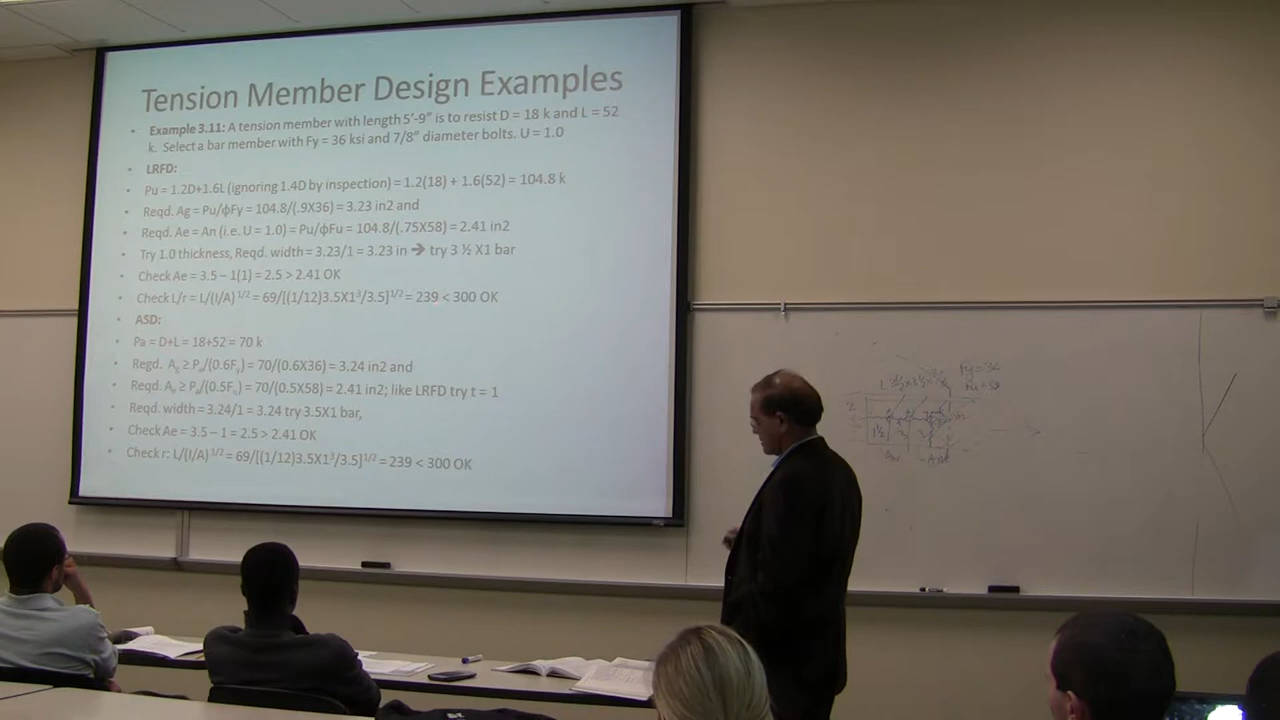 Tension Member Design Examples
• Example 3.11: A tension member with length 5'-9" is to resist D = 18 k and L = 52
k. Select a bar member with Fy = 36 ksi and 7/8" diameter bolts. U = 1.0
• LRFD:
• Pu = 1.2D+1.6L (ignoring 1.4D by inspection) = 1.2(18) + 1.6(52) = 104.8 k
• Reqd. Ag = Pu/ϕFy = 104.8/(.9X36) = 3.23 in2 and
• Reqd. Ae = An (i.e. U = 1.0) = Pu/ϕFu = 104.8/(.75X58) = 2.41 in2
• Try 1.0 thickness, Reqd. width = 3.23/1 = 3.23 in ➔ try 3 ½ X1 bar
• Check Ae = 3.5 – 1(1) = 2.5 > 2.41 OK
• Check L/r = L/(I/A)^1/2 = 69/[(1/12)3.5X1³/3.5]^1/2 = 239 < 300 OK
• ASD:
• Pa = D+L = 18+52 = 70 k
• Regd. Ag ≥ Pa/(0.6Fy) = 70/(0.6X36) = 3.24 in2 and
• Reqd. Ae ≥ Pa/(0.5Fu) = 70/(0.5X58) = 2.41 in2; like LRFD try t = 1
• Reqd. width = 3.24/1 = 3.24 try 3.5X1 bar,
• Check Ae = 3.5 – 1 = 2.5 > 2.41 OK
• Check r: L/(I/A)^1/2 = 69/[(1/12)3.5X1³/3.5]^1/2 = 239 < 300 OK